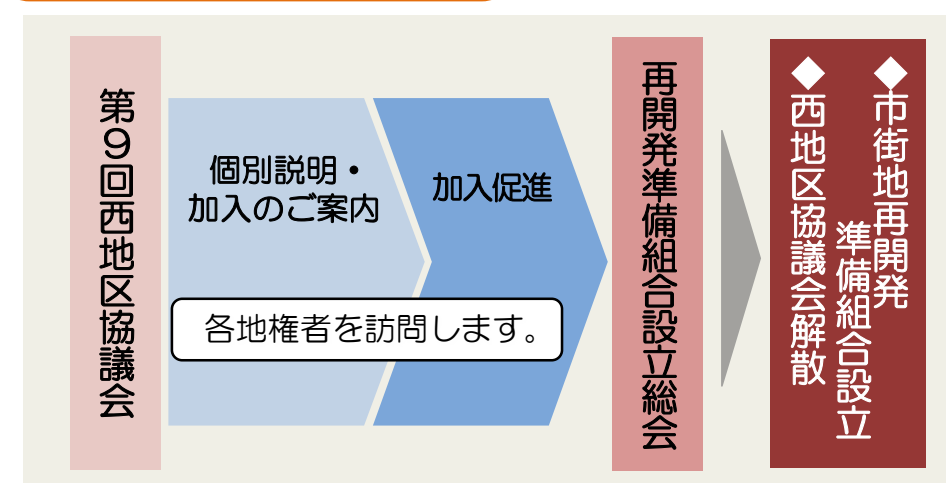 第9回西地区協議会
個別説明・
加入のご案内
加入促進
各地権者を訪問します。
再開発準備組合設立総会
◆市街地再開発
準備組合設立
◆西地区協議会解散